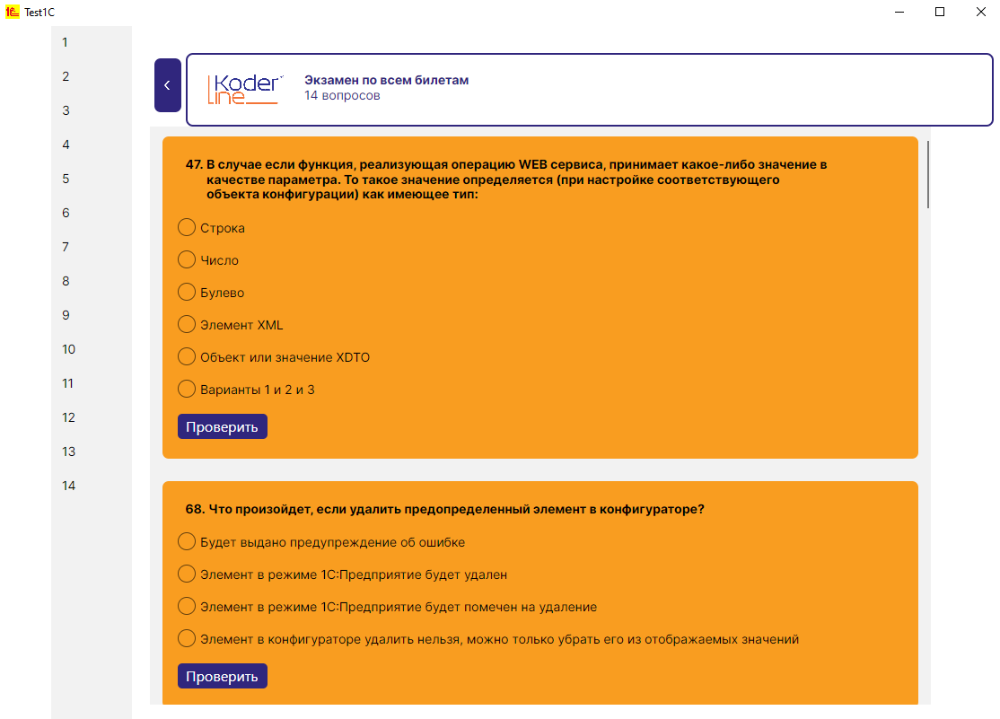 Test1C
1
2
3
4
5
6
7
8
9
10
11
12
13
14
Koder
line
Экзамен по всем билетам
14 вопросов
47. В случае если функция, реализующая операцию WEB сервиса, принимает какое-либо значение в
качестве параметра. То такое значение определяется (при настройке соответствующего
объекта конфигурации) как имеющее тип:
Строка
Число
Булево
Элемент XML
Объект или значение XDTO
Варианты 1 и 2 и 3
Проверить
68. Что произойдет, если удалить предопределенный элемент в конфигураторе?
Будет выдано предупреждение об ошибке
Элемент в режиме 1С:Предприятие будет удален
Элемент в режиме 1С:Предприятие будет помечен на удаление
Элемент в конфигураторе удалить нельзя, можно только убрать его из отображаемых значений
Проверить